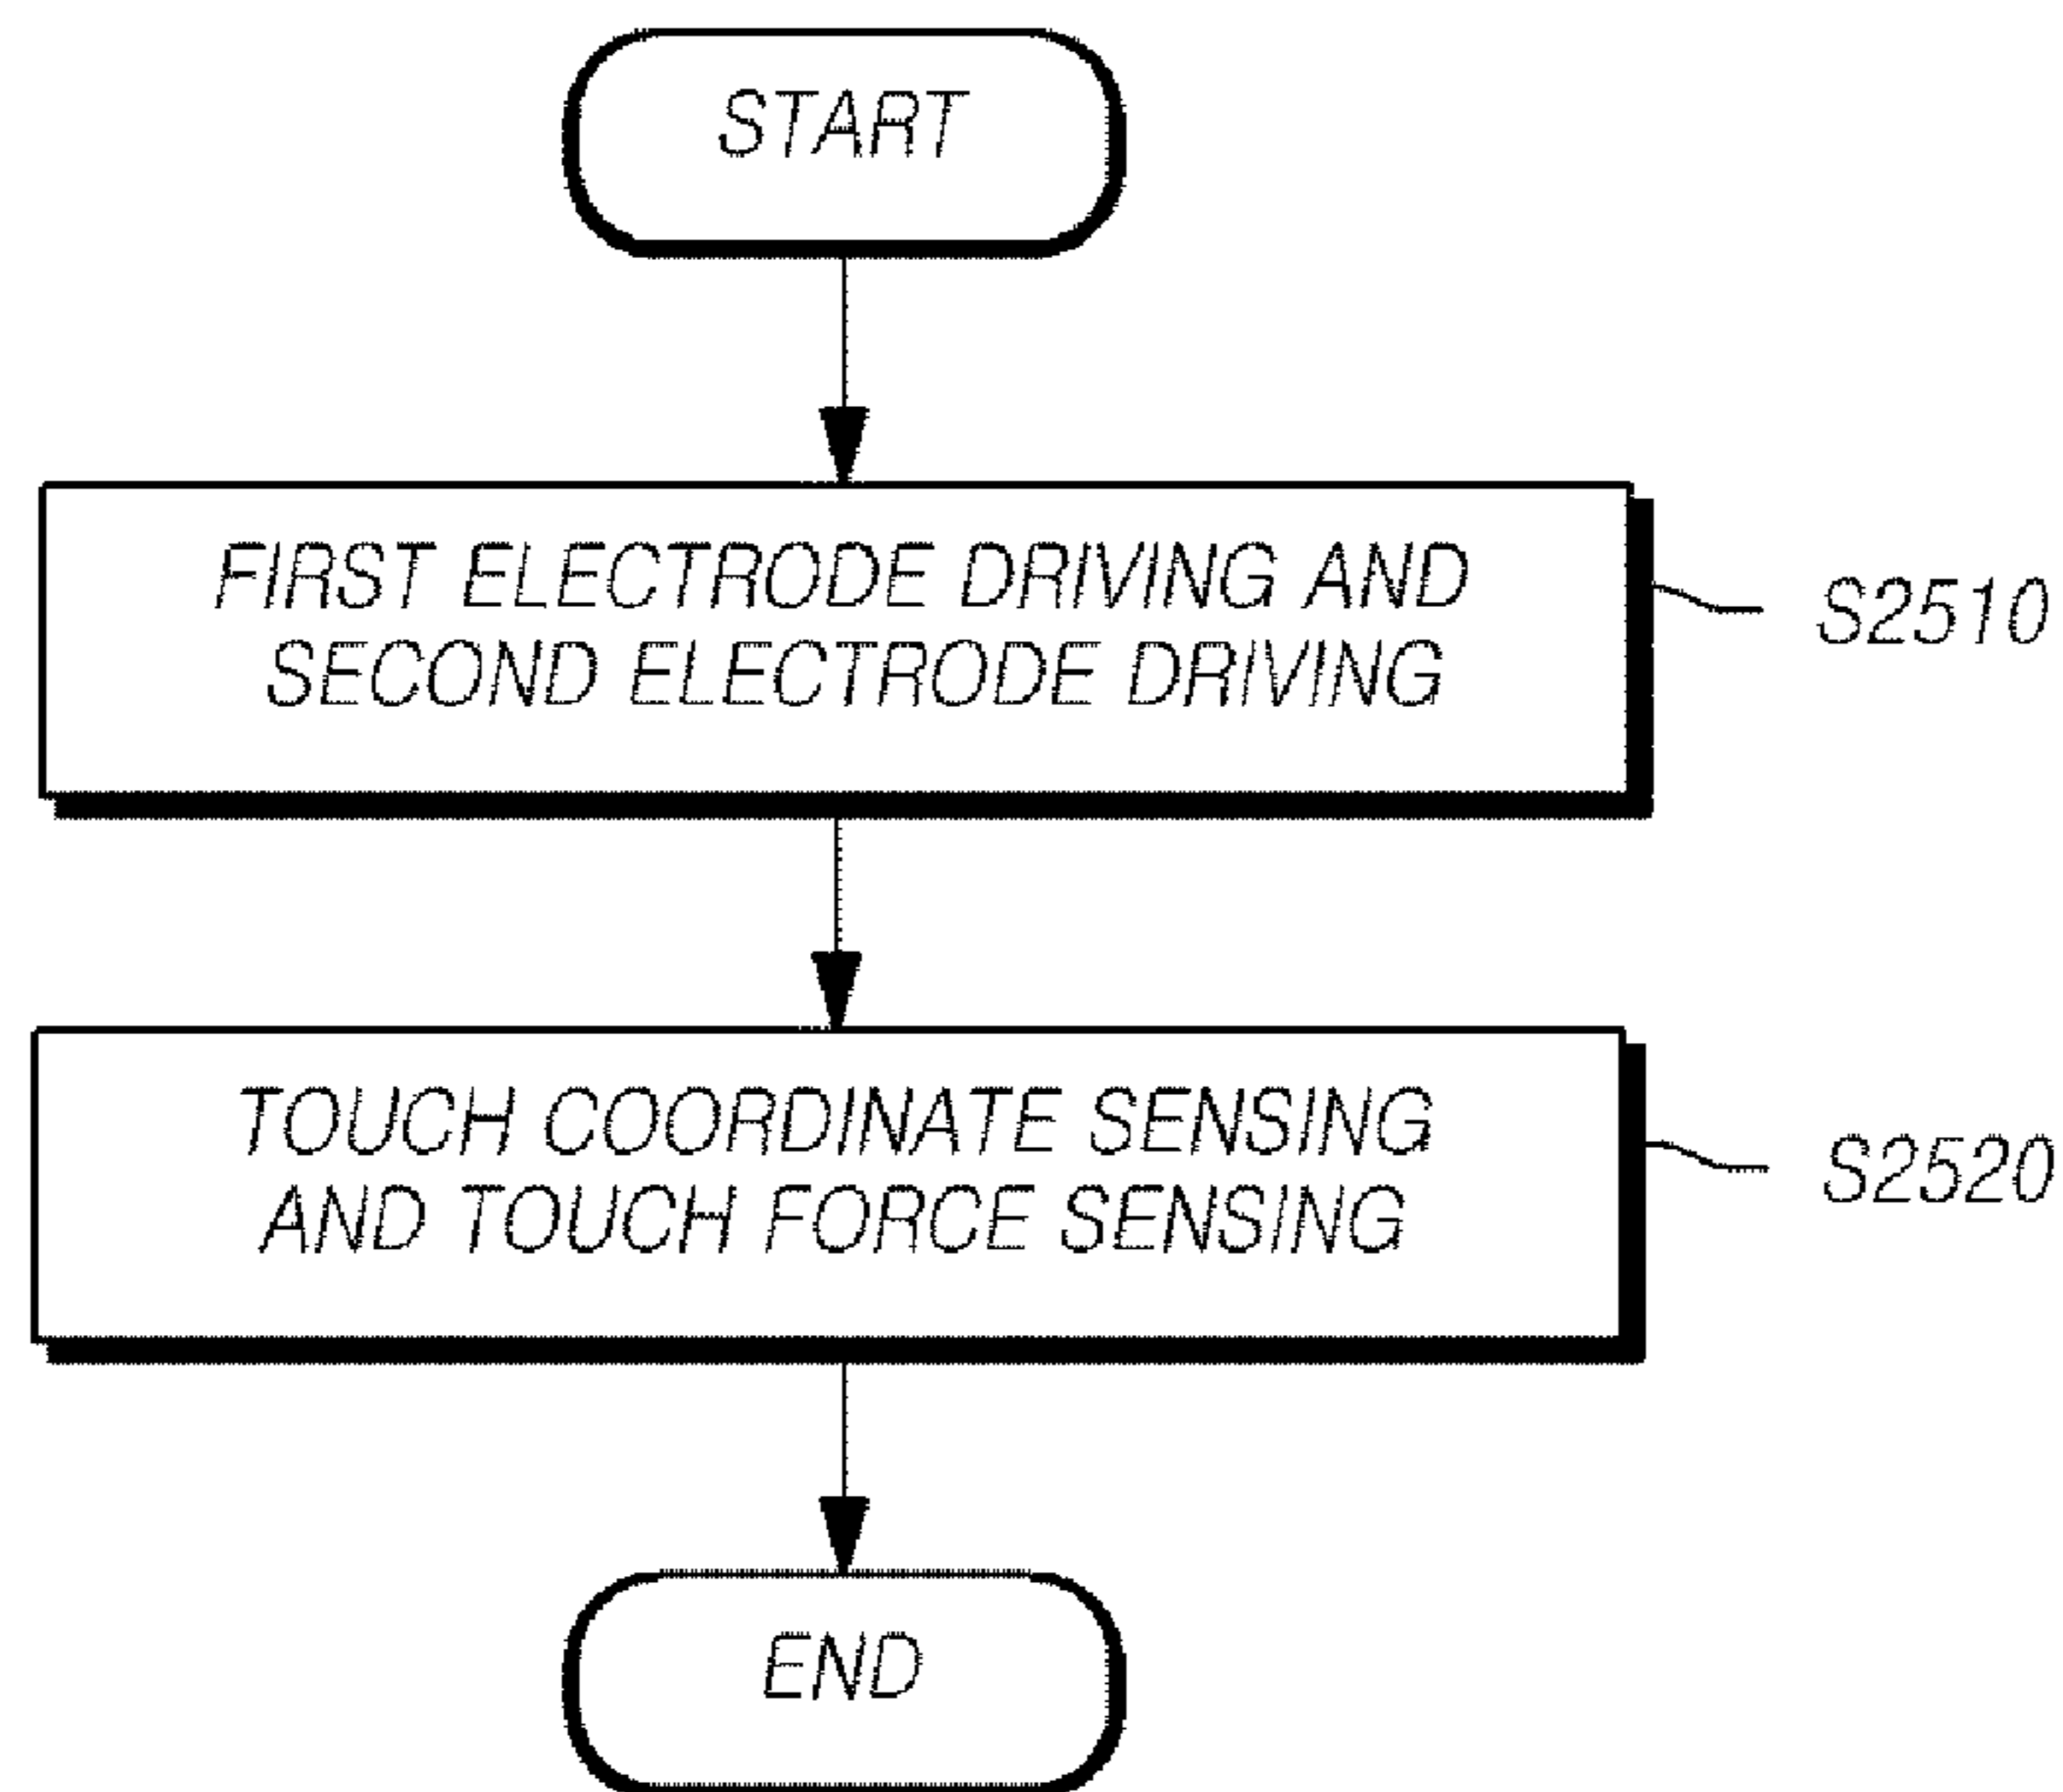 START
FIRST ELECTRODE DRIVING AND
SECOND ELECTRODE DRIVING
S2510
TOUCH COORDINATE SENSING
AND TOUCH FORCE SENSING
S2520
END